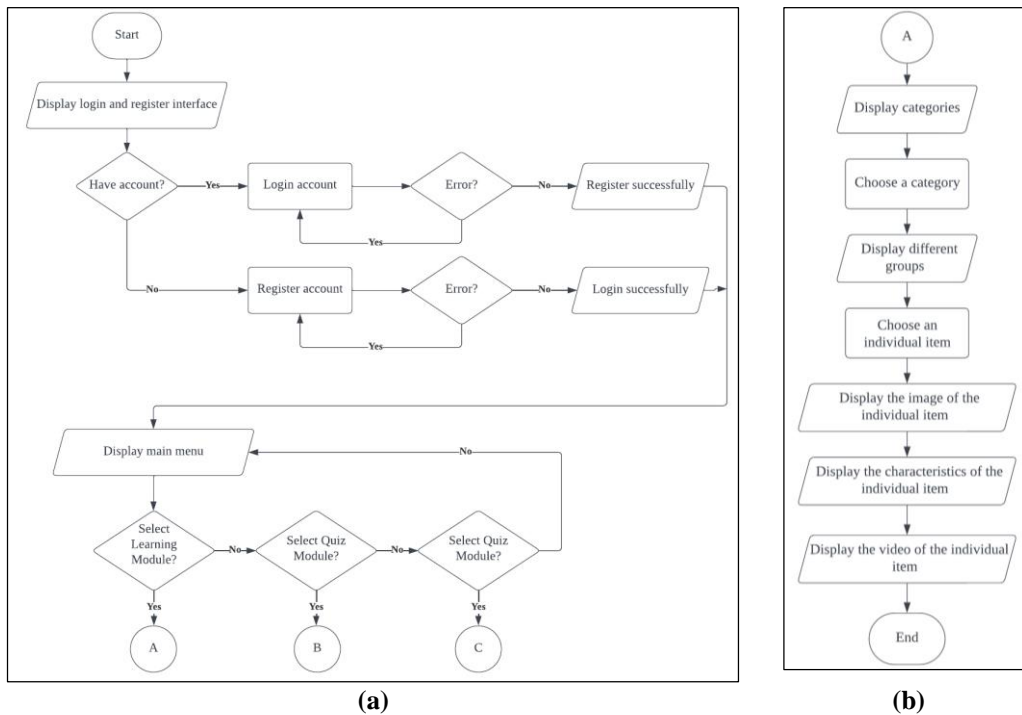 Start
Display login and register interface
Have account?
Yes
Login account
Error?
No
Register successfully
Yes
No
Register account
Error?
No
Login successfully
Yes
Display main menu
No
Select
Learning
Module?
No
Select Quiz
Module?
No
Select Quiz
Module?
Yes
Yes
Yes
A
B
C
(a)
A
Display categories
Choose a category
Display different
groups
Choose an
individual item
Display the image of the
individual item
Display the characteristics of the
individual item
Display the video of the individual
item
End
(b)